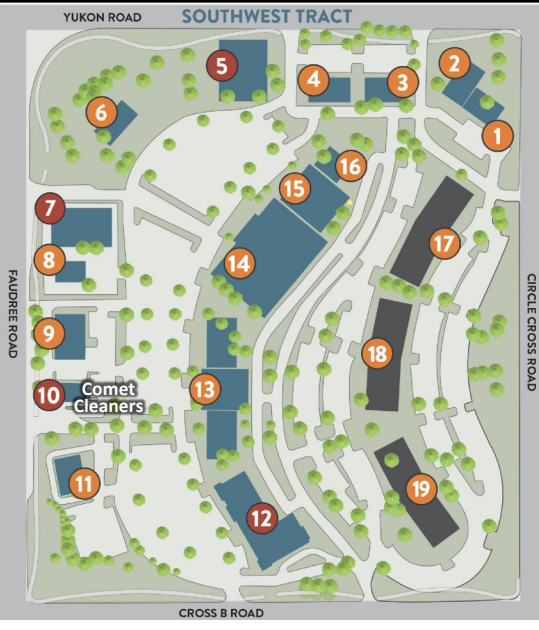 YUKON ROAD
SOUTHWEST TRACT
5
4
3
2
6
1
16
7
15
17
8
14
FAUDREE ROAD
CIRCLE CROSS ROAD
9
18
10
Comet
Cleaners
13
11
19
12
CROSS B ROAD